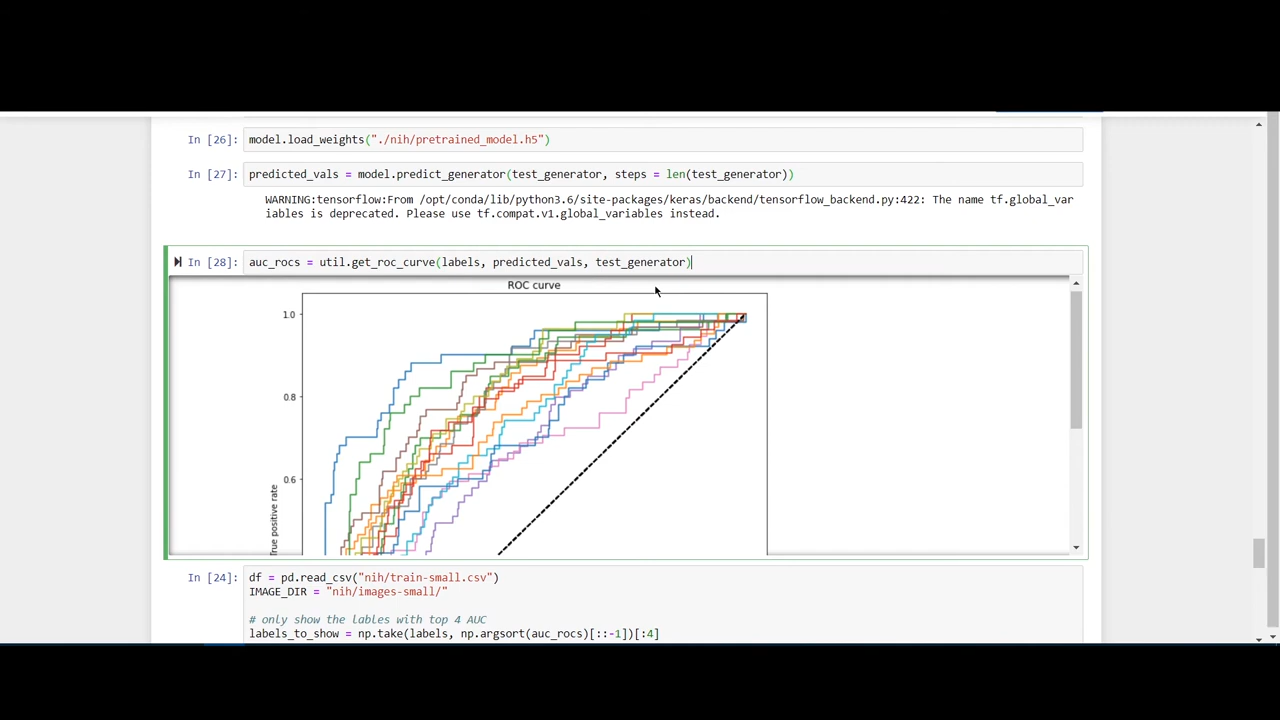 In [26]: model.load_weights("./nih/pretrained_model.h5")
In [27]: predicted_vals = model.predict_generator(test_generator, steps = len(test_generator))
WARNING:tensorflow:From /opt/conda/lib/python3.6/site-packages/keras/backend/tensorflow_backend.py:422: The name tf.global_var
iables is deprecated. Please use tf.compat.v1.global_variables instead.
In [28]: auc_rocs = util.get_roc_curve(labels, predicted_vals, test_generator)
ROC curve
1.0
0.8
0.6
True positive rate
In [24]: df = pd.read_csv("nih/train-small.csv")
IMAGE_DIR = "nih/images-small/"
# only show the lables with top 4 AUC
labels_to_show = np.take(labels, np.argsort(auc_rocs)[::-1])[:4]